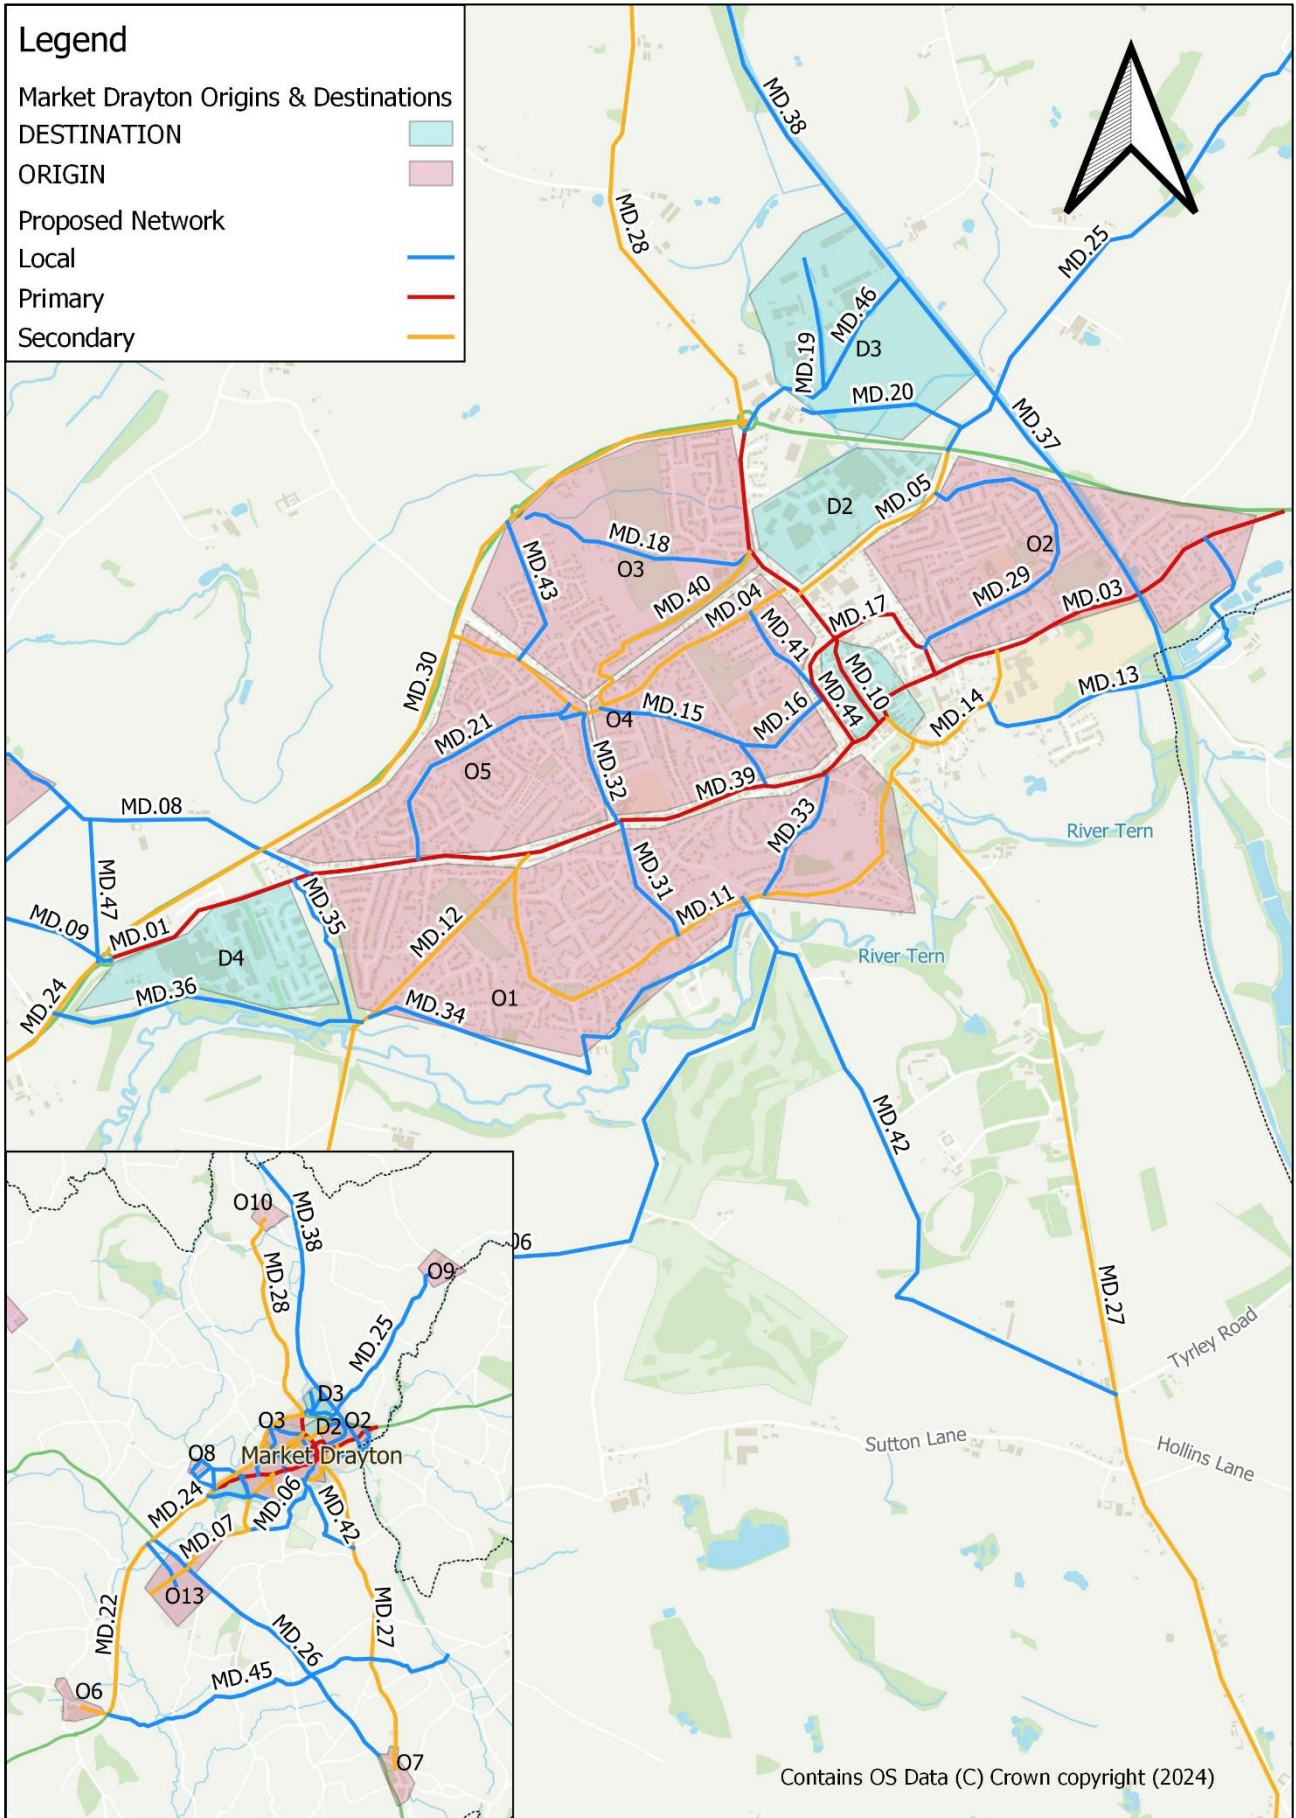 Legend
Market Drayton Origins & Destinations
DESTINATION
ORIGIN
Proposed Network
Local
Primary
Secondary
MD.38
MD.28
MD.25
MD.46
MD.19
D3
MD.20
MD.37
MD.05
D2
O2
MD.18
MD.43
O3
MD.40
MD.04
MD.29
MD.03
MD.17
MD.41
MD.30
MD.10
MD.13
MD.44
MD.14
MD.15
MD.16
O4
MD.21
O5
MD.32
MD.39
MD.33
MD.08
River Tern
MD.47
MD.35
MD.31
MD.11
MD.09
MD.01
MD.12
D4
River Tern
MD.36
O1
MD.34
MD.24
MD.42
06
MD.27
Tyrley Road
Sutton Lane
Hollins Lane
O10
MD.38
MD.28
O9
MD.25
D3
O3
D2
O2
O8
Market Drayton
MD.24
MD.06
MD.42
MD.07
O13
MD.22
MD.26
MD.27
MD.45
O6
O7
Contains OS Data (C) Crown copyright (2024)